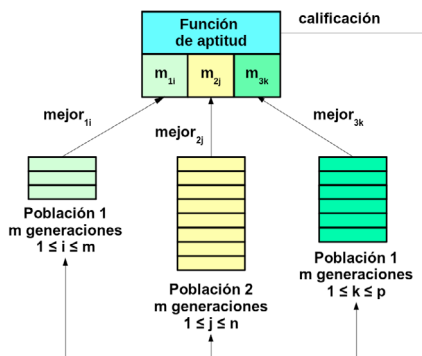 Función
de aptitud
calificación
m1i
m2j
m3k
mejor1i
mejor2j
mejor3k
Población 1
m generaciones
1 ≤ i ≤ m
Población 2
m generaciones
1 ≤ j ≤ n
Población 1
m generaciones
1 ≤ k ≤ p